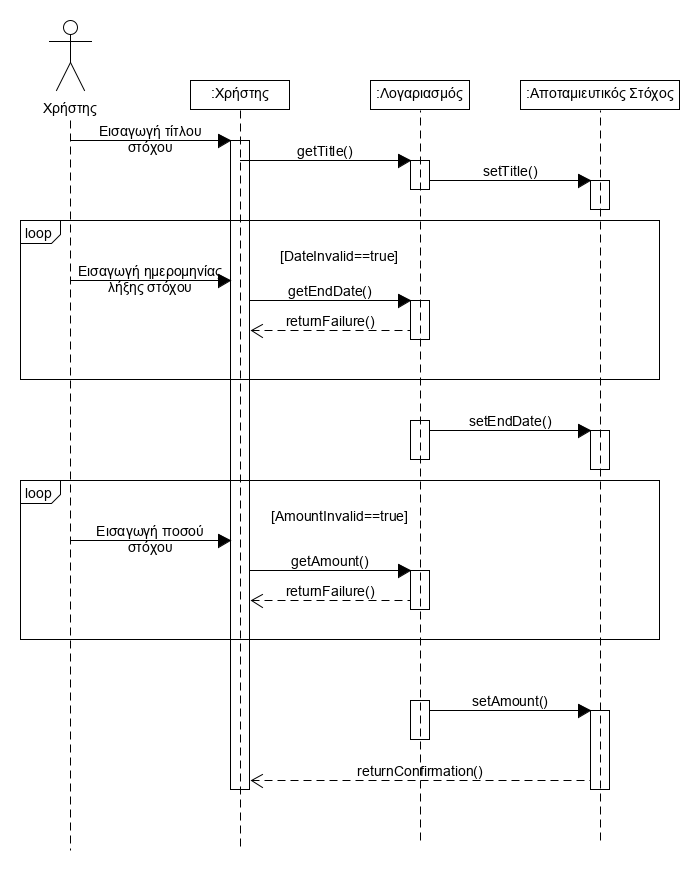 Χρήστης
:Χρήστης
:Λογαριασμός
:Αποταμιευτικός Στόχος
Εισαγωγή τίτλου
στόχου
getTitle()
setTitle()
loop
[DateInvalid==true]
Εισαγωγή ημερομηνίας
λήξης στόχου
getEndDate()
returnFailure()
setEndDate()
loop
[AmountInvalid==true]
Εισαγωγή ποσού
στόχου
getAmount()
returnFailure()
setAmount()
returnConfirmation()